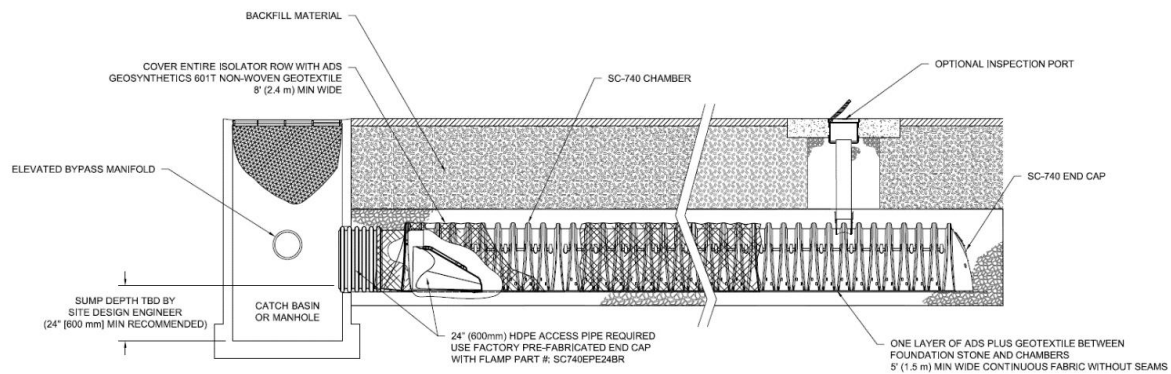 BACKFILL MATERIAL
COVER ENTIRE ISOLATOR ROW WITH ADS
GEOSYNTHETICS 601T NON-WOVEN GEOTEXTILE
8' (2.4 m) MIN WIDE
SC-740 CHAMBER
OPTIONAL INSPECTION PORT
ELEVATED BYPASS MANIFOLD
SC-740 END CAP
SUMP DEPTH TBD BY
SITE DESIGN ENGINEER
(24" [600 mm] MIN RECOMMENDED)
CATCH BASIN
OR MANHOLE
24" (600mm) HDPE ACCESS PIPE REQUIRED
USE FACTORY PRE-FABRICATED END CAP
WITH FLAMP PART #: SC740EPE24BR
ONE LAYER OF ADS PLUS GEOTEXTILE BETWEEN
FOUNDATION STONE AND CHAMBERS
5' (1.5 m) MIN WIDE CONTINUOUS FABRIC WITHOUT SEAMS